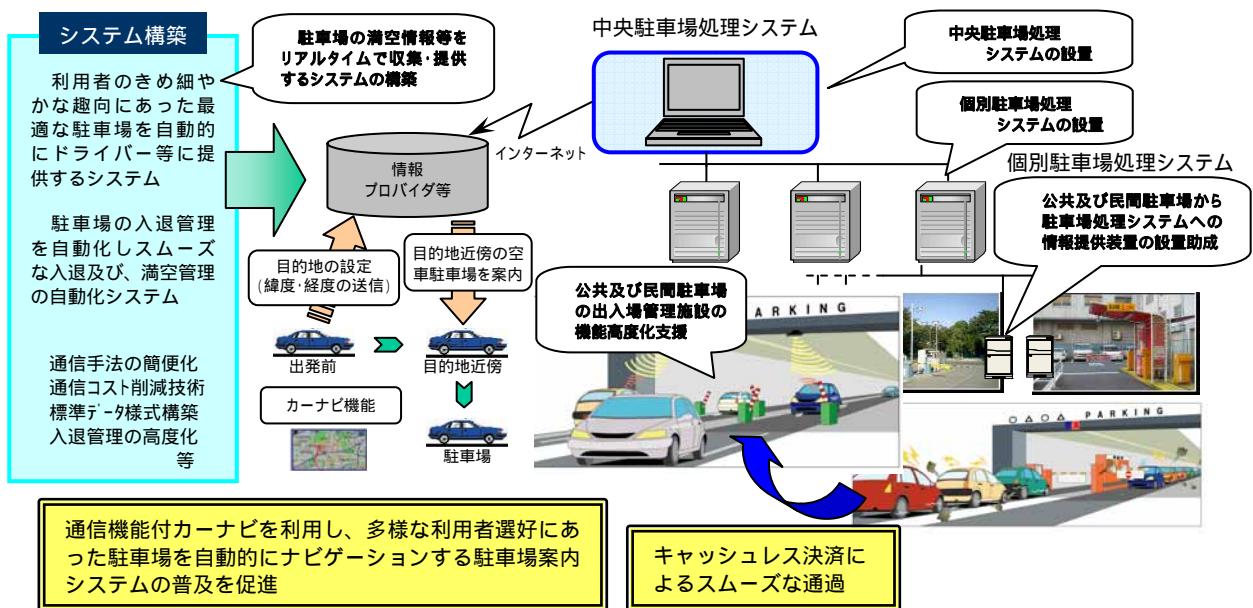 システム構築
利用者のきめ細や
かな趣向にあった最
適な駐車場を自動的
にドライバー等に提
供するシステム
駐車場の入退管理
を自動化しスムーズ
な入退及び、満空管理
の自動化システム
通信手法の簡便化
通信コスト削減技術
標準データ様式構築
入退管理の高度化
等
駐車場の満空情報等を
リアルタイムで収集・提供
するシステムの構築
中央駐車場処理システム
中央駐車場処理
システムの設置
個別駐車場処理
システムの設置
インターネット
情報
プロバイダ等
個別駐車場処理システム
公共及び民間駐車場から
駐車場処理システムへの
情報提供装置の設置助成
目的地の設定
(緯度・経度の送信)
目的地近傍の空
車駐車場を案内
公共及び民間駐車場
の出入場管理施設の
機能高度化支援
ARKING
出発前
目的地近傍
カーナビ機能
駐車場
○△○△ PARKING
通信機能付カーナビを利用し、多様な利用者選好にあ
った駐車場を自動的にナビゲーションする駐車場案内
システムの普及を促進
キャッシュレス決済に
よるスムーズな通過